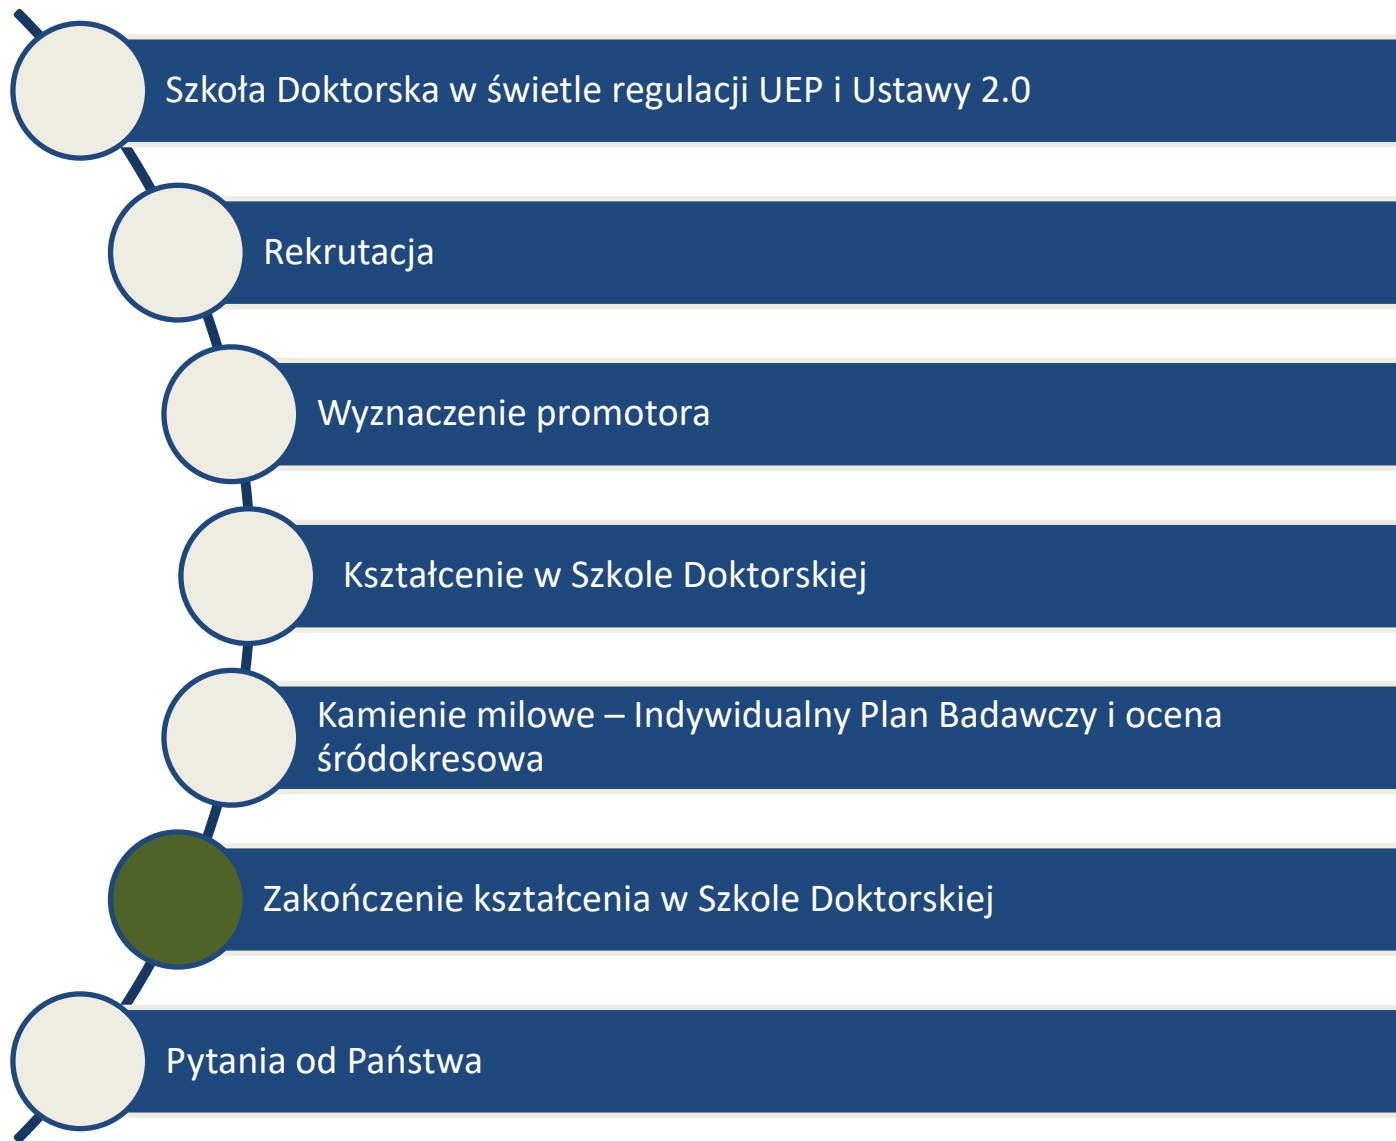 Szkoła Doktorska w świetle regulacji UEP i Ustawy 2.0
Rekrutacja
Wyznaczenie promotora
Kształcenie w Szkole Doktorskiej
Kamienie milowe – Indywidualny Plan Badawczy i ocena
śródokresowa
Zakończenie kształcenia w Szkole Doktorskiej
Pytania od Państwa